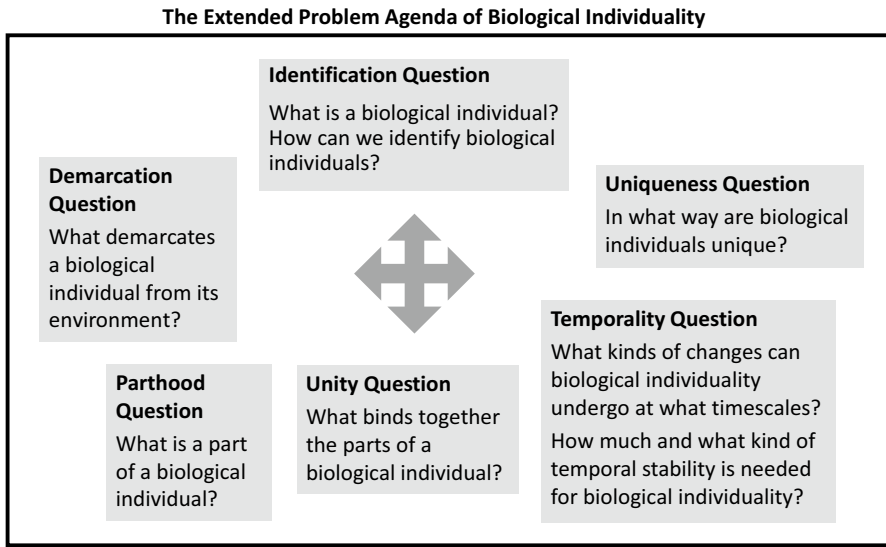 The Extended Problem Agenda of Biological Individuality
Identification Question
What is a biological individual?
How can we identify biological
individuals?
Demarcation
Question
What demarcates
a biological
individual from its
environment?
Uniqueness Question
In what way are biological
individuals unique?
Parthood
Question
What is a part
of a biological
individual?
Unity Question
What binds together
the parts of a
biological individual?
Temporality Question
What kinds of changes can
biological individuality
undergo at what timescales?
How much and what kind of
temporal stability is needed
for biological individuality?